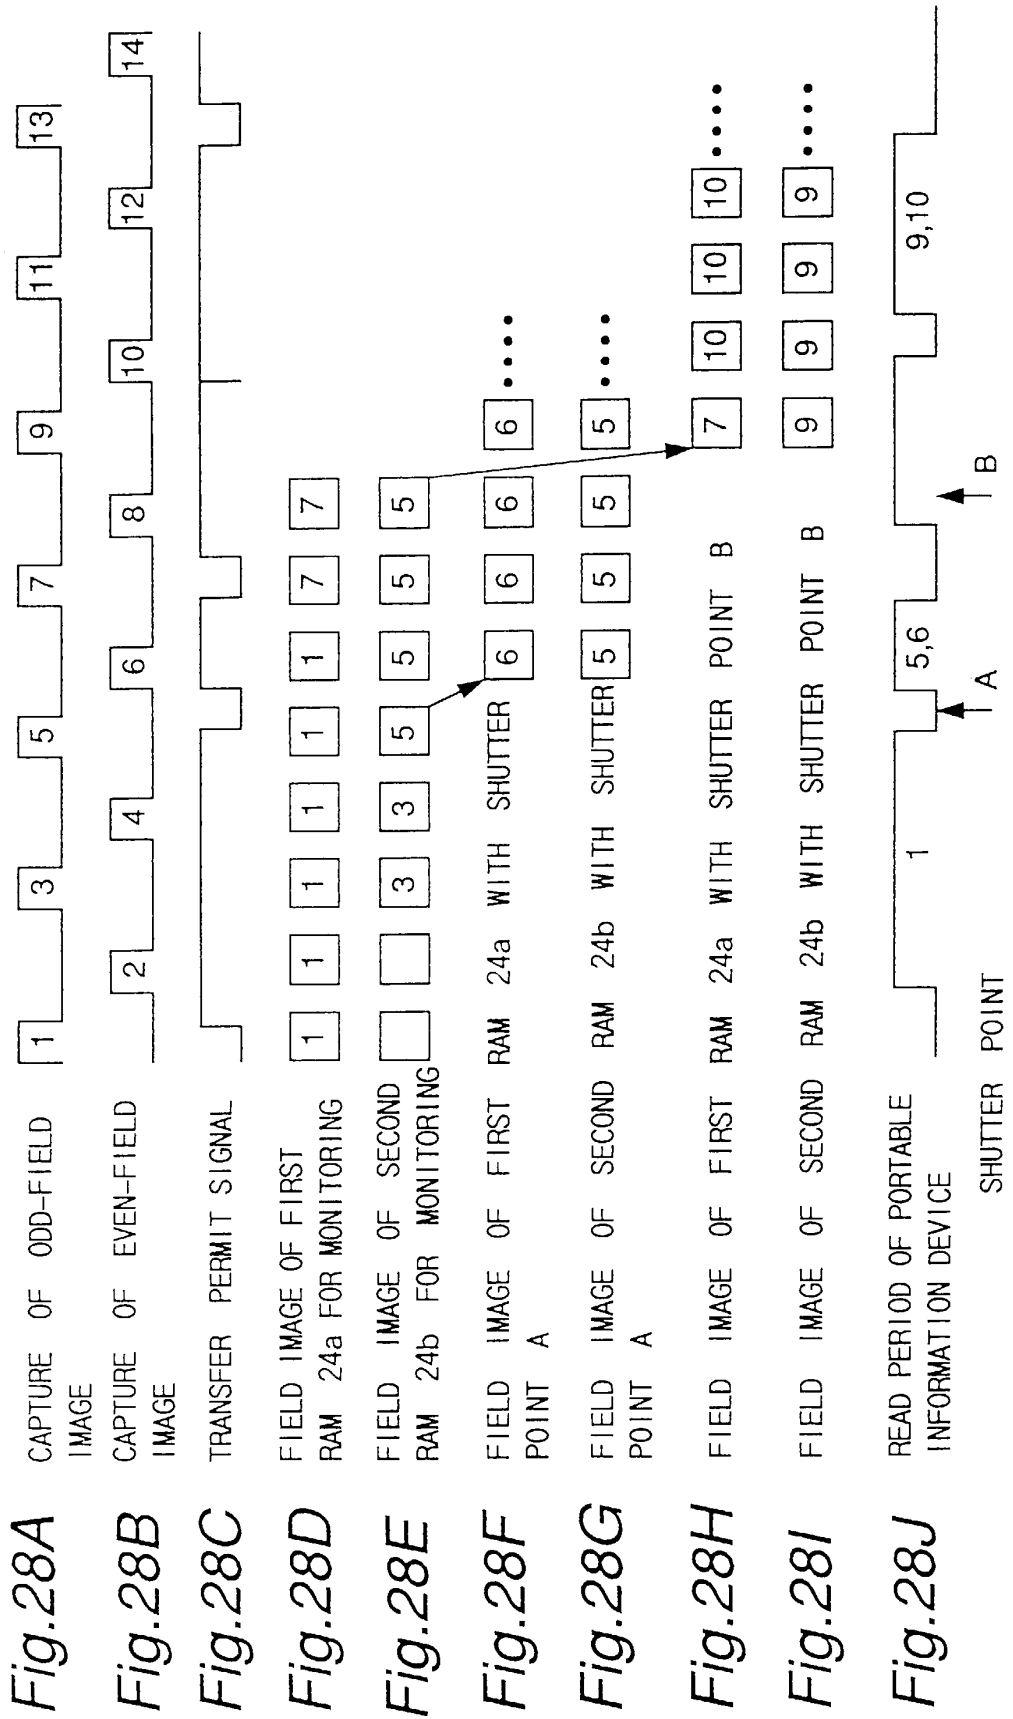 Fig.28A
CAPTURE OF ODD-FIELD
IMAGE
1 3 5 7 9 11 13
Fig.28B
CAPTURE OF EVEN-FIELD
IMAGE
2 4 6 8 10 12 14
Fig.28C
TRANSFER PERMIT SIGNAL
Fig.28D
FIELD IMAGE OF FIRST
RAM 24a FOR MONITORING
1 1 1 1 1 1 7 7
Fig.28E
FIELD IMAGE OF SECOND
RAM 24b FOR MONITORING
3 3 5 5 5 5
Fig.28F
FIELD IMAGE OF FIRST RAM 24a WITH SHUTTER
POINT A
6 6 6 6 ••••
Fig.28G
FIELD IMAGE OF SECOND RAM 24b WITH SHUTTER
POINT A
5 5 5 5 ••••
Fig.28H
FIELD IMAGE OF FIRST RAM 24a WITH SHUTTER POINT B
7 10 10 10 ••••
Fig.28I
FIELD IMAGE OF SECOND RAM 24b WITH SHUTTER POINT B
9 9 9 9 ••••
Fig.28J
READ PERIOD OF PORTABLE
INFORMATION DEVICE
1 5,6 9,10
SHUTTER POINT
A B